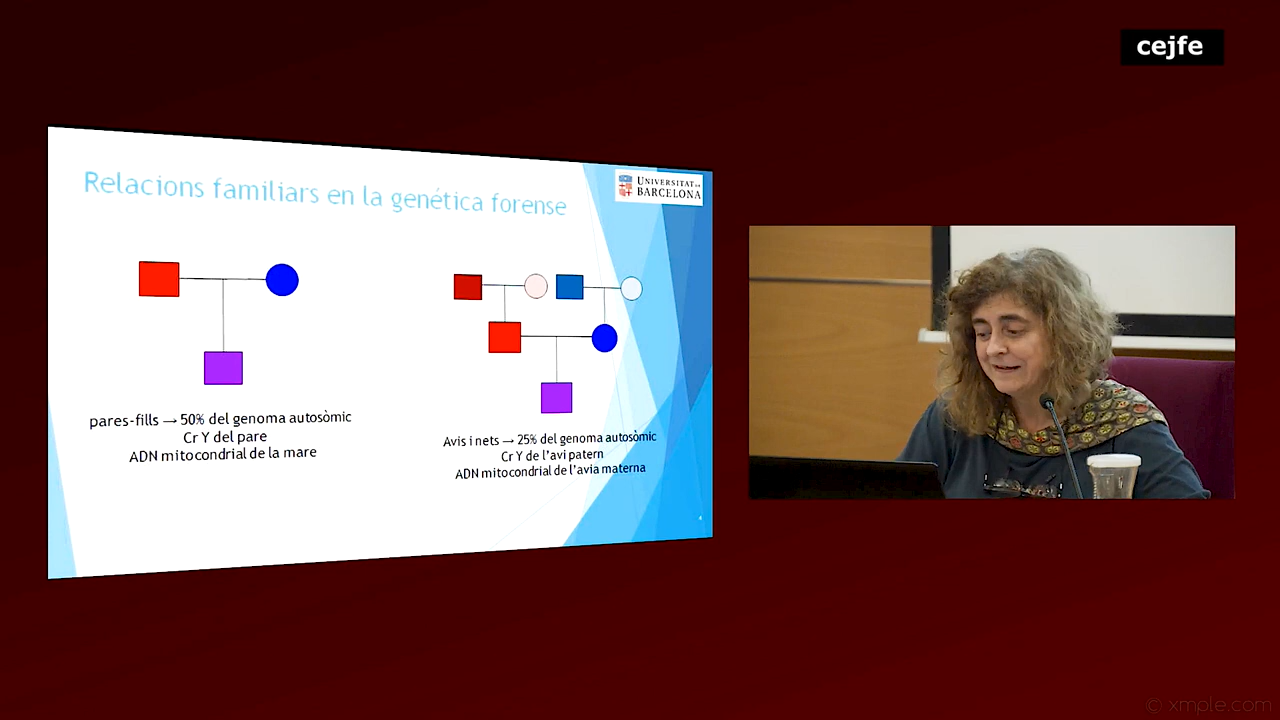 cejfe
Relacions familiars en la genética forense
UNIVERSITAT DE
BARCELONA
pares-fills → 50% del genoma autosòmic
Cr Y del pare
ADN mitocondrial de la mare
Avis i nets → 25% del genoma autosòmic
Cr Y de l'avi patern
ADN mitocondrial de l'avia materna
© xmple.com